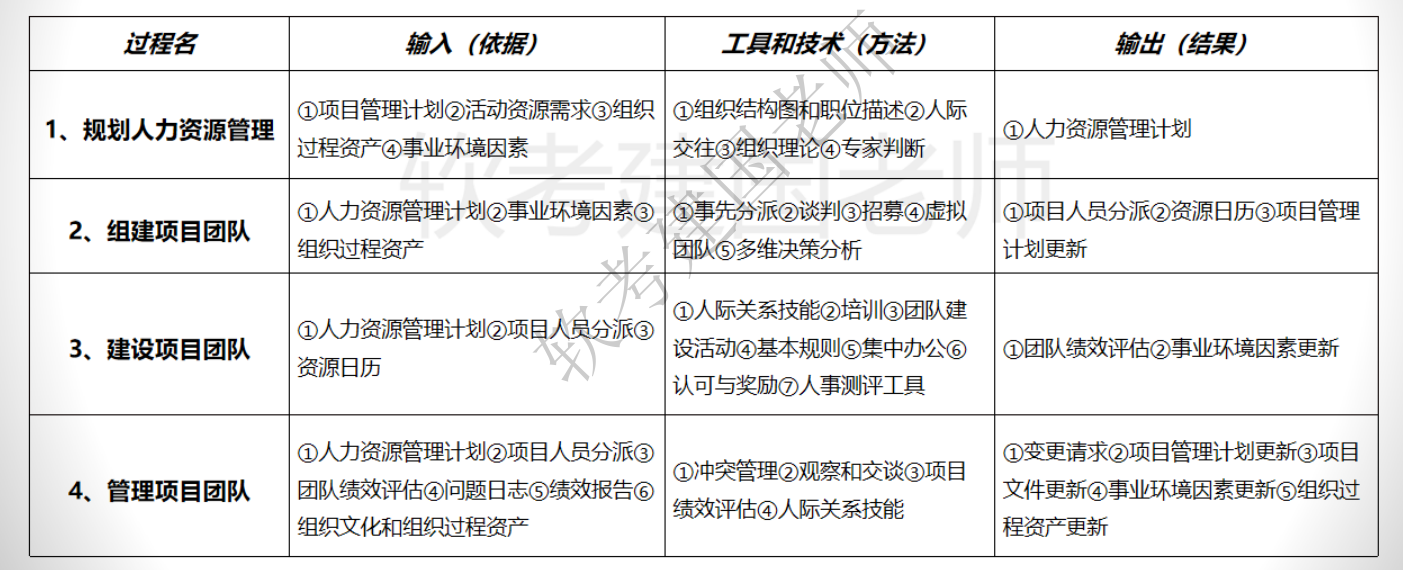 过程名
输入（依据）
工具和技术（方法）
输出（结果）
1、规划人力资源管理
①项目管理计划②活动资源需求③组织
过程资产④事业环境因素
①组织结构图和职位描述②人际
交往③组织理论④专家判断
①人力资源管理计划
2、组建项目团队
①人力资源管理计划②事业环境因素③
组织过程资产
①事先分派②谈判③招募④虚拟
团队⑤多维决策分析
①项目人员分派②资源日历③项目管理
计划更新
3、建设项目团队
①人力资源管理计划②项目人员分派③
资源日历
①人际关系技能②培训③团队建
设活动④基本规则⑤集中办公⑥
认可与奖励⑦人事测评工具
①团队绩效评估②事业环境因素更新
4、管理项目团队
①人力资源管理计划②项目人员分派③
团队绩效评估④问题日志⑤绩效报告⑥
组织文化和组织过程资产
①冲突管理②观察和交谈③项目
绩效评估④人际关系技能
①变更请求②项目管理计划更新③项目
文件更新④事业环境因素更新⑤组织过
程资产更新
软考建国老师
软考建国老师